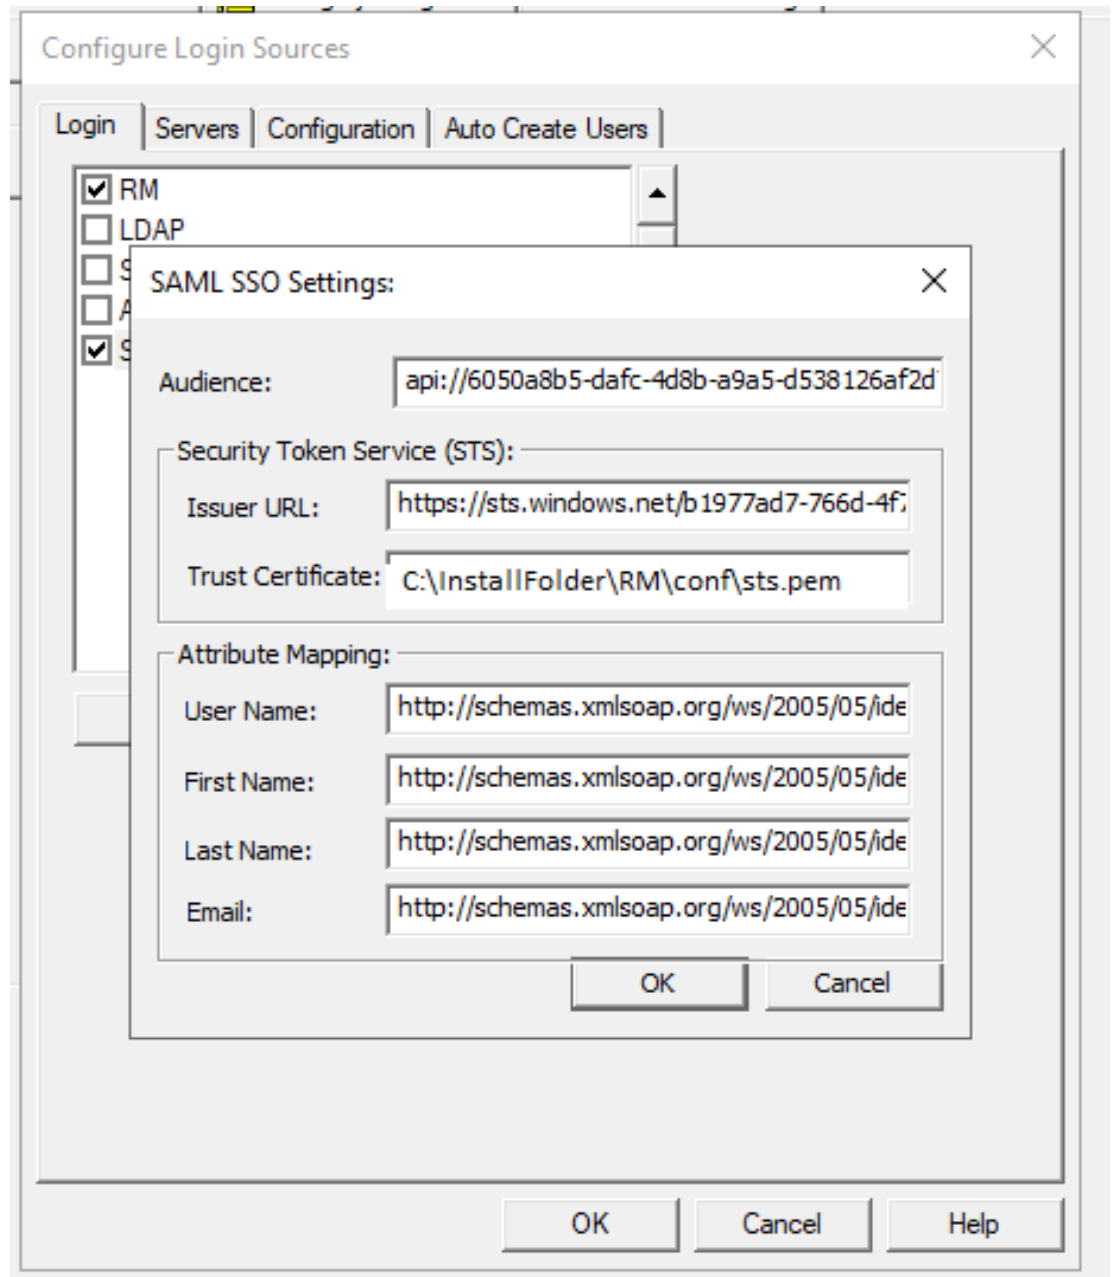 Configure Login Sources
Login Servers Configuration Auto Create Users
RM
LDAP
SAML SSO Settings:
Audience: api://6050a8b5-dafc-4d8b-a9a5-d538126af2d
Security Token Service (STS):
Issuer URL: https://sts.windows.net/b1977ad7-766d-4f
Trust Certificate: C:\InstallFolder\RM\conf\sts.pem
Attribute Mapping:
User Name: http://schemas.xmlsoap.org/ws/2005/05/ide
First Name: http://schemas.xmlsoap.org/ws/2005/05/ide
Last Name: http://schemas.xmlsoap.org/ws/2005/05/ide
Email: http://schemas.xmlsoap.org/ws/2005/05/ide
OK Cancel
OK Cancel Help